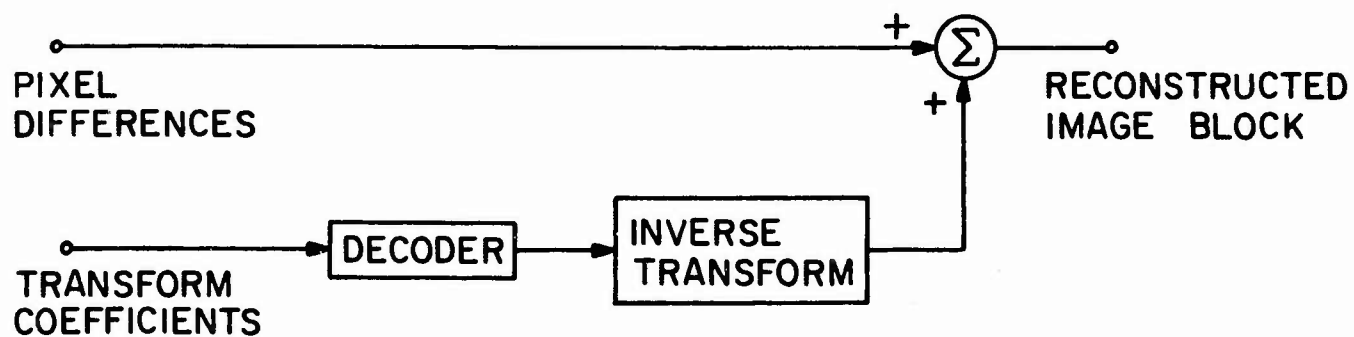 +
Σ
PIXEL
DIFFERENCES
+
RECONSTRUCTED
IMAGE BLOCK
DECODER
INVERSE
TRANSFORM
TRANSFORM
COEFFICIENTS